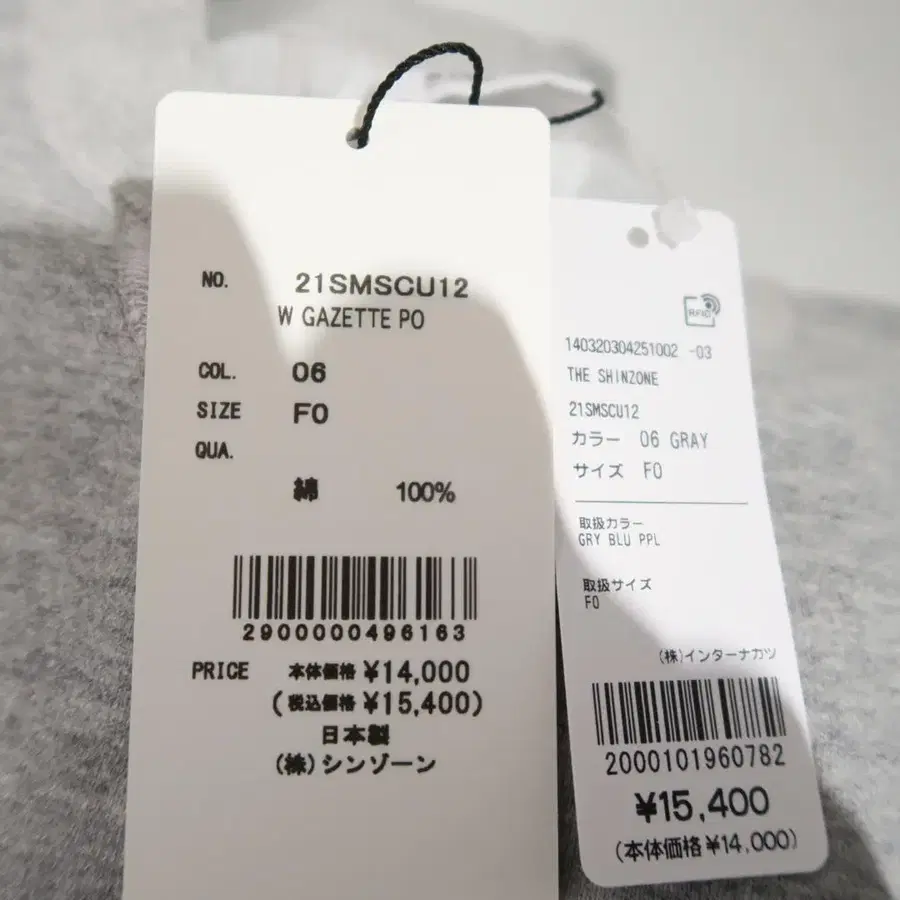 NO. 21SMSCU12
W GAZETTE PO
COL. 06
SIZE F0
QUA.
綿 100%
2900000496163
PRICE 本体価格 ¥14,000
(税込価格 ¥15,400)
日本製
(株)シンゾーン
RFID
140320304251002 -03
THE SHINZONE
21SMSCU12
カラー 06 GRAY
サイズ F0
取扱カラー
GRY BLU PPL
取扱サイズ
F0
(株)インターナカツ
2000101960782
¥15,400
(本体価格¥14,000)